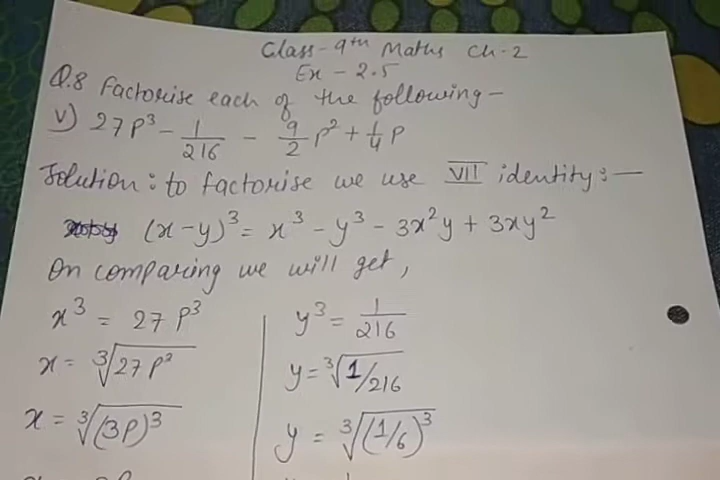 Class-9th Maths Ch-2
Ex-2.5
Q.8 Factorise each of the following-
v) 27P³ - 1/216 - 9/2 P² + 1/4 P
Solution: to factorise we use VII identity:-
(x-y)³ = x³ - y³ - 3x²y + 3xy²
On comparing we will get,
x³ = 27P³
y³ = 1/216
x = ∛27P²
y = ∛1/216
x = ∛(3P)³
y = ∛(1/6)³